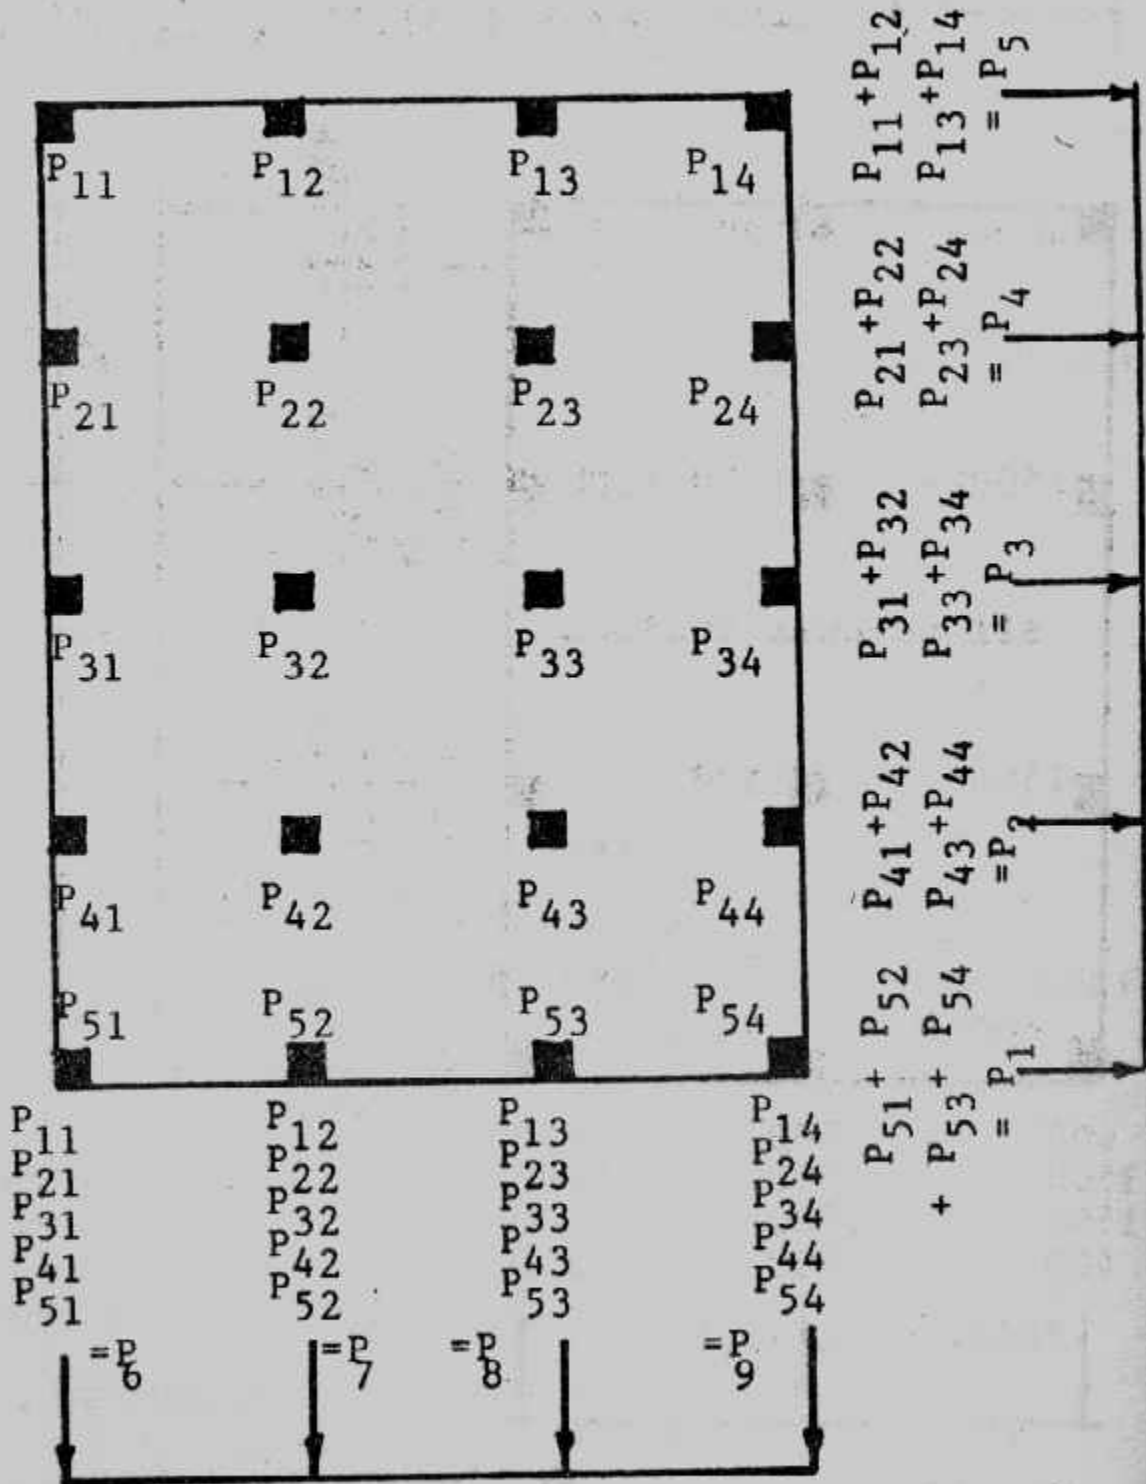 P11 P12 P13 P14
P21 P22 P23 P24
P31 P32 P33 P34
P41 P42 P43 P44
P51 P52 P53 P54
P11+P12
P13+P14
= P5
P21+P22
P23+P24
= P4
P31+P32
P33+P34
= P3
P41+P42
P43+P44
=P2
P51+ P52
+ P53+ P54
= P1
P11 P12 P13 P14
P21 P22 P23 P24
P31 P32 P33 P34
P41 P42 P43 P44
P51 P52 P53 P54
=P6 =P7 =P8 =P9